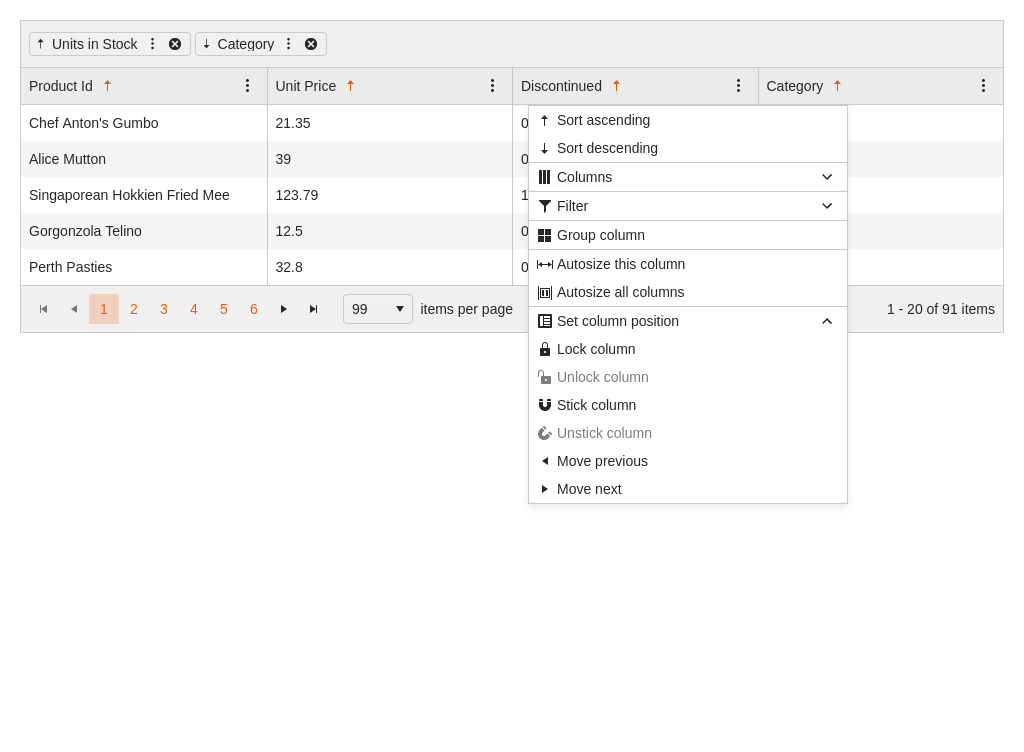 Units in Stock Category
Product Id Unit Price Discontinued Category
Chef Anton's Gumbo 21.35 0
Alice Mutton 39 0
Singaporean Hokkien Fried Mee 123.79 1
Gorgonzola Telino 12.5 0
Perth Pasties 32.8 0
1 2 3 4 5 6 99 items per page 1 - 20 of 91 items
Sort ascending
Sort descending
Columns
Filter
Group column
Autosize this column
Autosize all columns
Set column position
Lock column
Unlock column
Stick column
Unstick column
Move previous
Move next